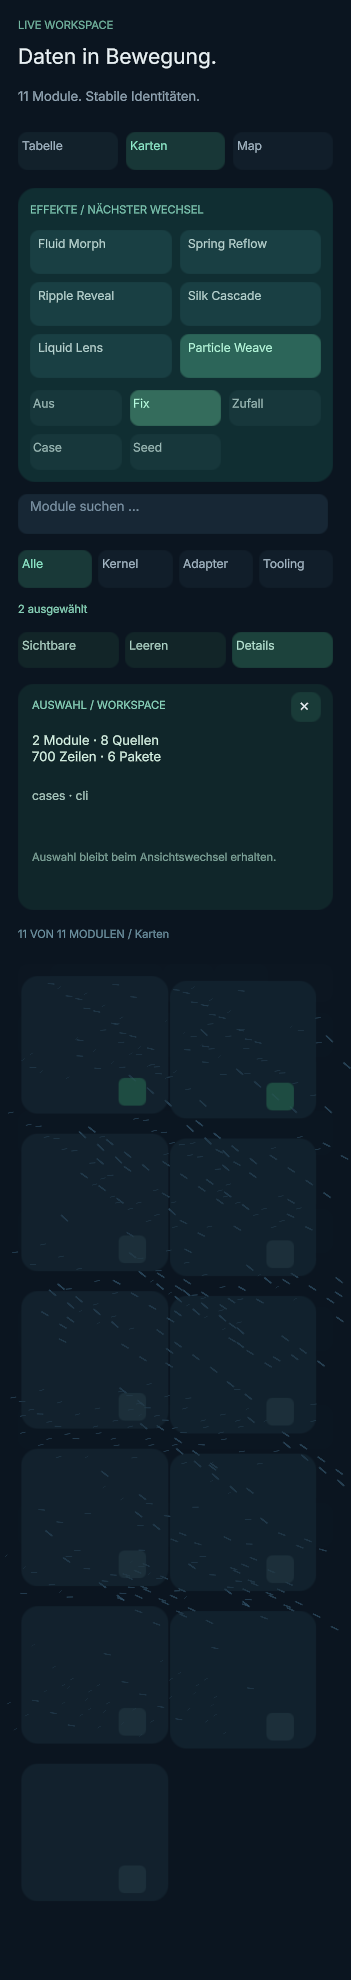 LIVE WORKSPACE
Daten in Bewegung.
11 Module. Stabile Identitäten.
Tabelle Karten Map
EFFEKTE / NÄCHSTER WECHSEL
Fluid Morph Spring Reflow
Ripple Reveal Silk Cascade
Liquid Lens Particle Weave
Aus Fix Zufall
Case Seed
Module suchen ...
Alle Kernel Adapter Tooling
2 ausgewählt
Sichtbare Leeren Details
AUSWAHL / WORKSPACE ×
2 Module · 8 Quellen
700 Zeilen · 6 Pakete
cases · cli
Auswahl bleibt beim Ansichtswechsel erhalten.
11 VON 11 MODULEN / Karten